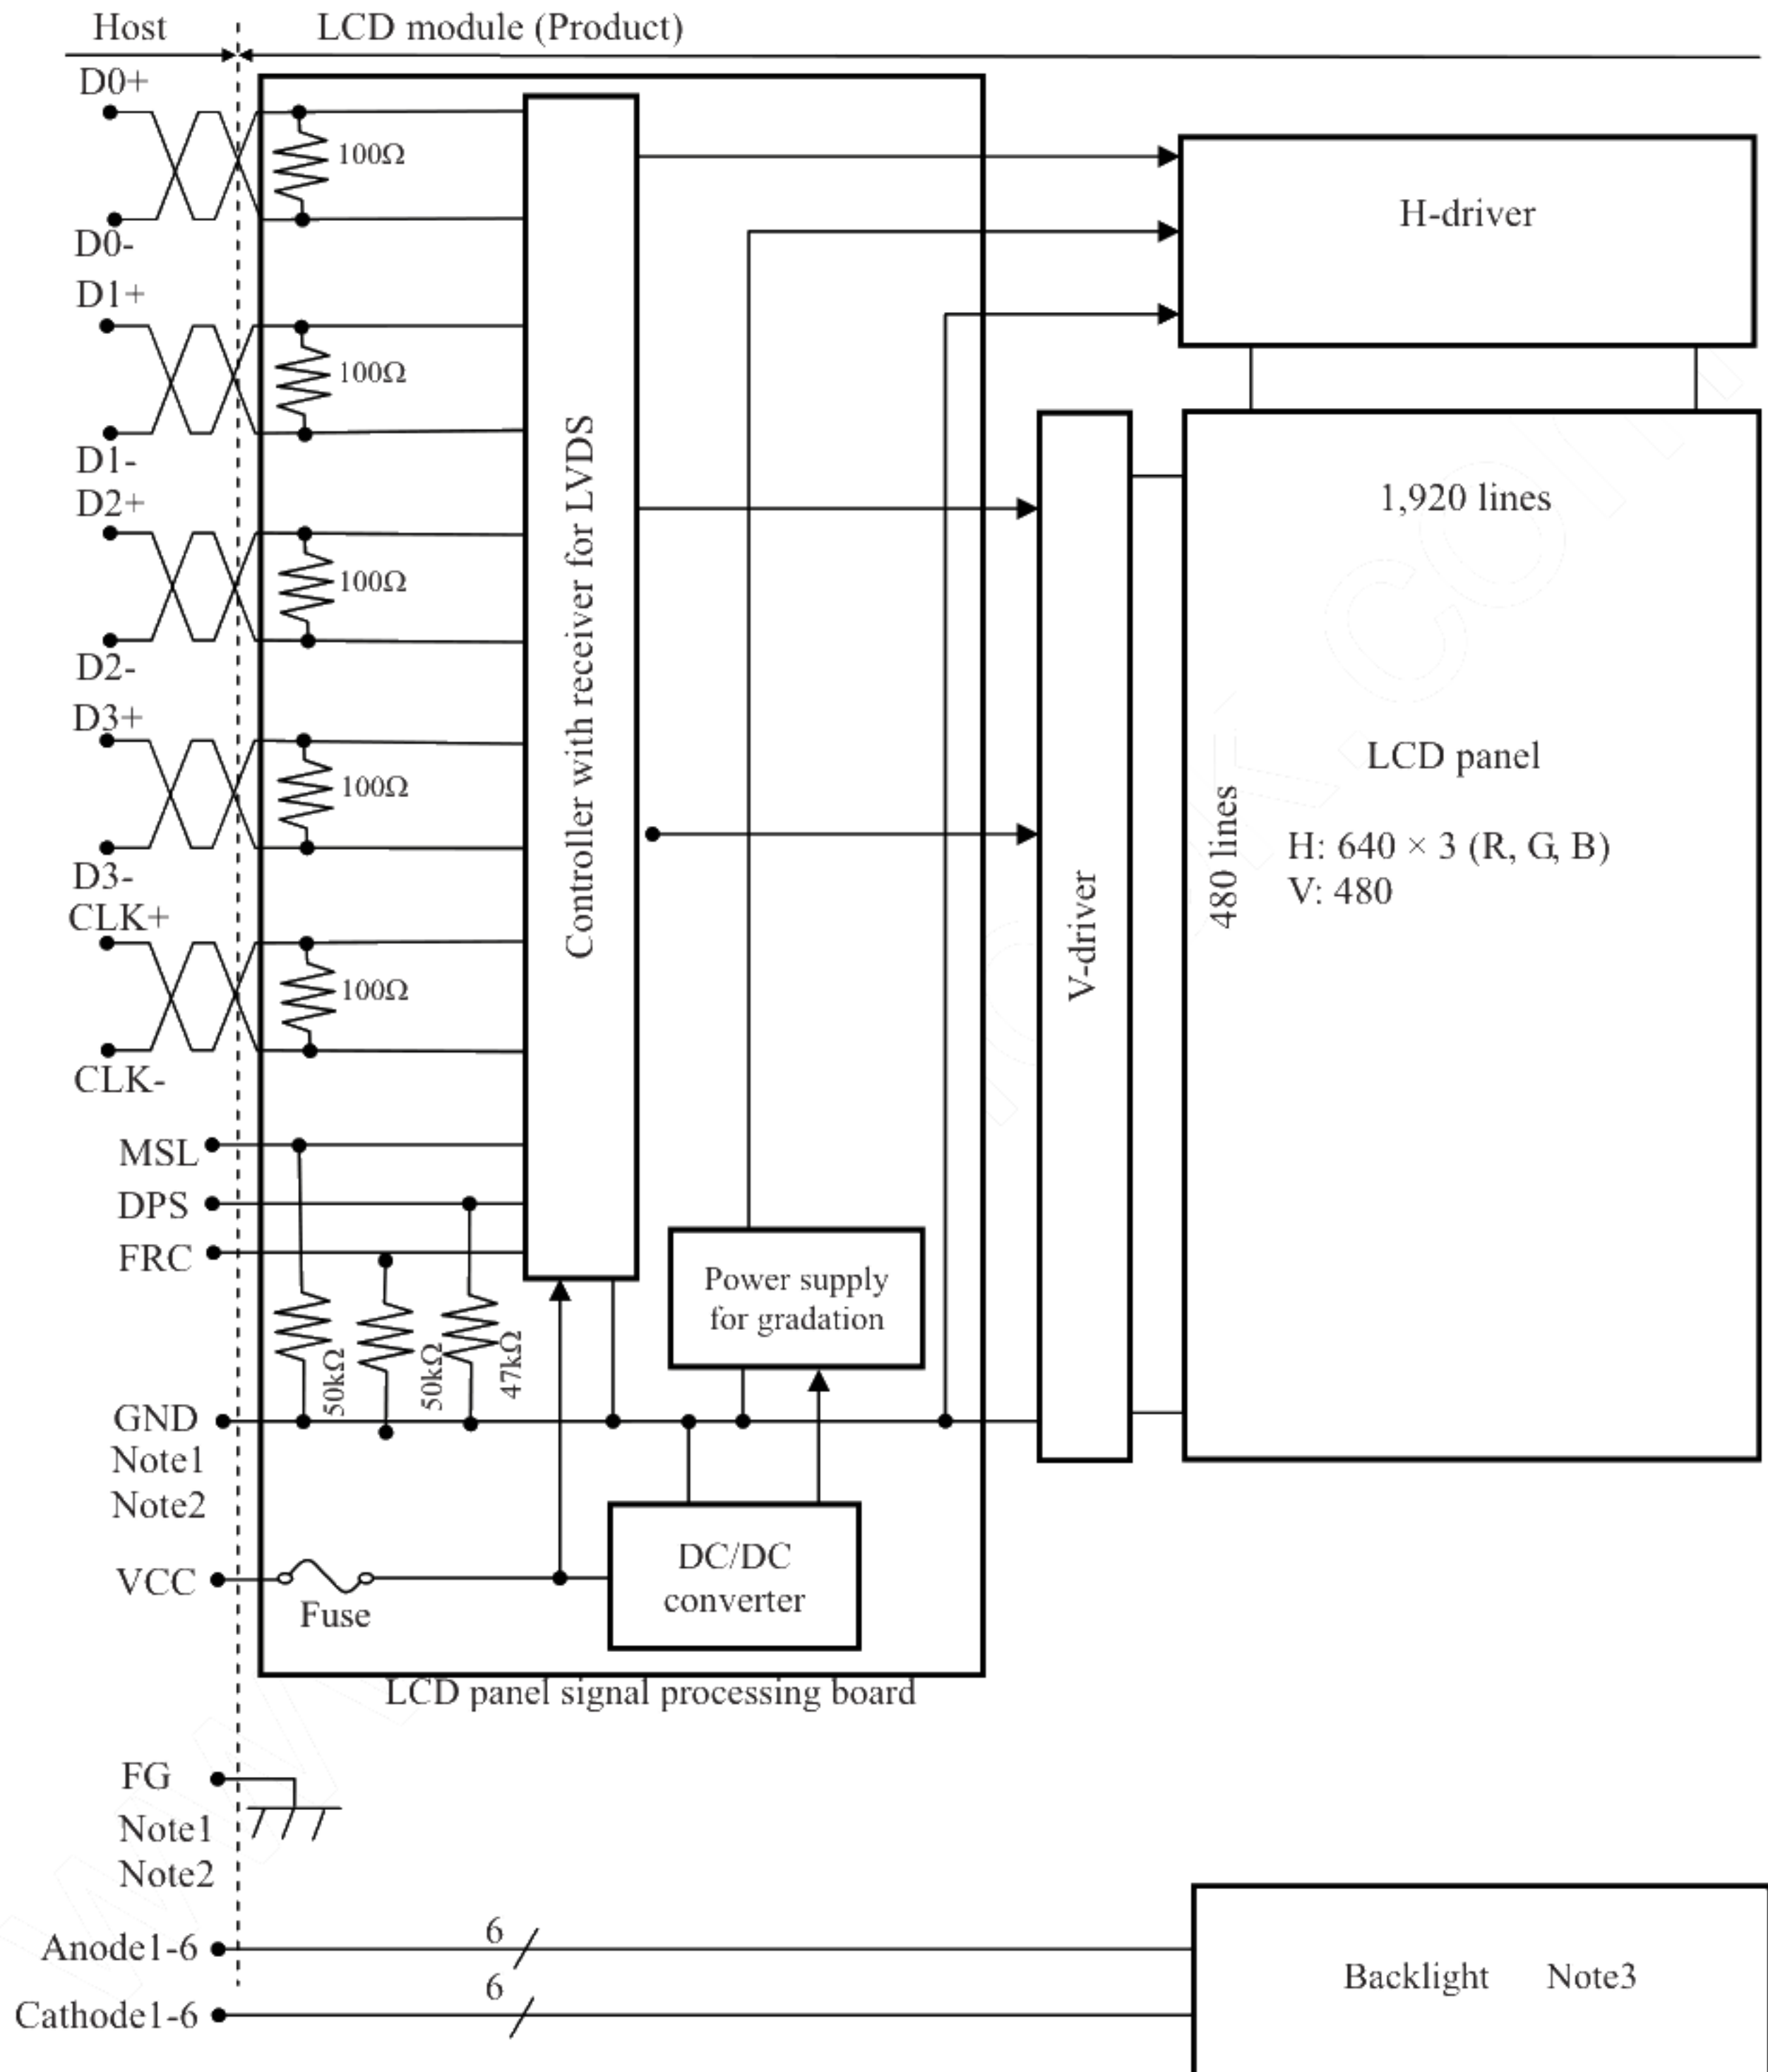 Host
LCD module (Product)
D0+
100Ω
D0-
D1+
100Ω
D1-
D2+
100Ω
D2-
D3+
100Ω
D3-
CLK+
100Ω
CLK-
Controller with receiver for LVDS
H-driver
V-driver
1,920 lines
480 lines
LCD panel
H: 640 × 3 (R, G, B)
V: 480
MSL
DPS
FRC
50kΩ
50kΩ
47kΩ
Power supply
for gradation
GND
Note1
Note2
VCC
Fuse
DC/DC
converter
LCD panel signal processing board
FG
Note1
Note2
Anode1-6
6
Cathode1-6
6
Backlight Note3